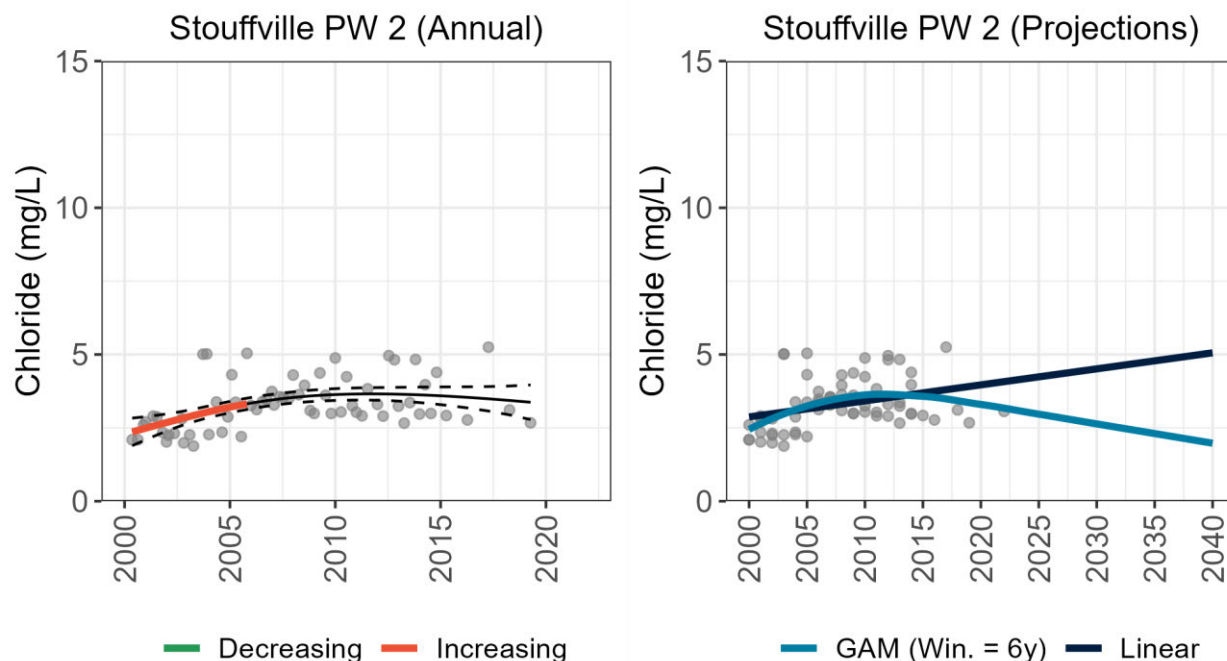 Stouffville PW 2 (Annual)
15
10
5
0
Chloride (mg/L)
2000
2005
2010
2015
2020
Decreasing
Increasing
Stouffville PW 2 (Projections)
15
10
5
0
Chloride (mg/L)
2000
2005
2010
2015
2020
2025
2030
2035
2040
GAM (Win. = 6y)
Linear